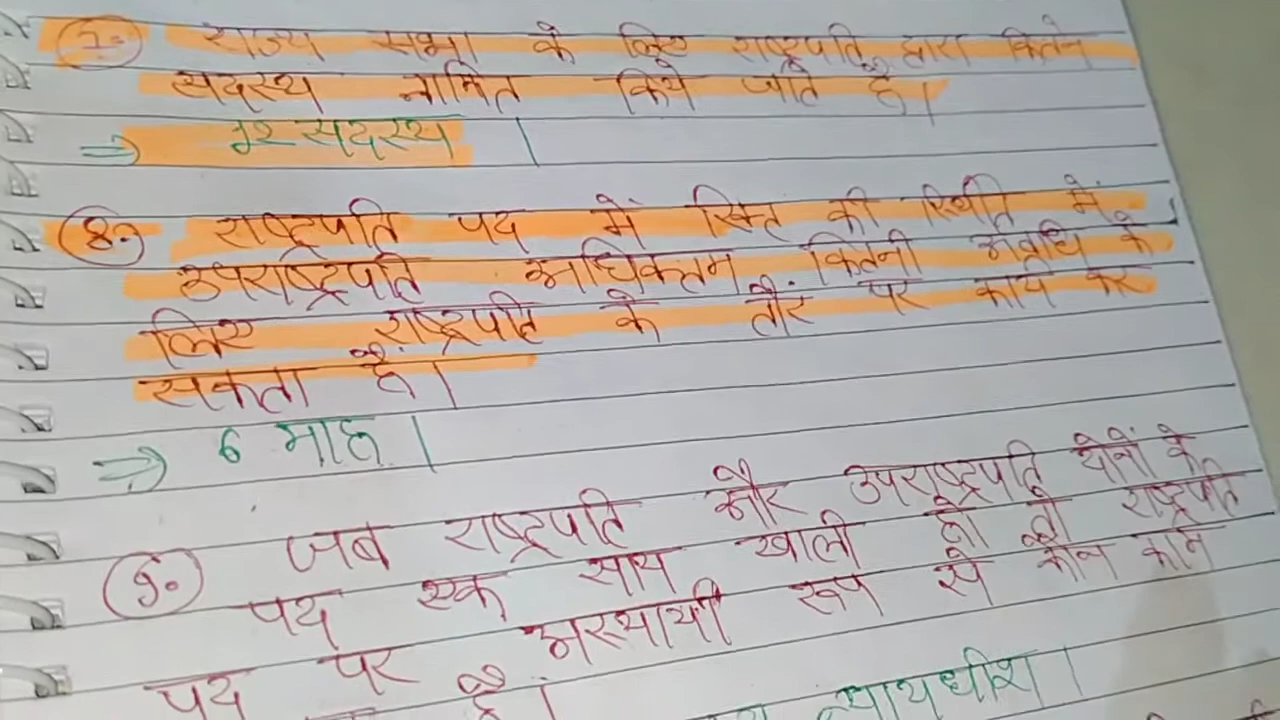 7. राज्य सभा के लिए राष्ट्रपति द्वारा कितने
सदस्य नामित किये जाते है।
⇒ 12 सदस्य।
8. राष्ट्रपति पद में रिक्त की स्थिति में
उपराष्ट्रपति अधिकतम कितनी अवधि के
लिए राष्ट्रपति के तौर पर कार्य कर
सकता है।
⇒ 6 माह।
9. जब राष्ट्रपति और उपराष्ट्रपति दोनों के
पद एक साथ खाली हो तो राष्ट्रपति
पद पर अस्थायी रूप से कौन काम
है।
न्यायधीश।